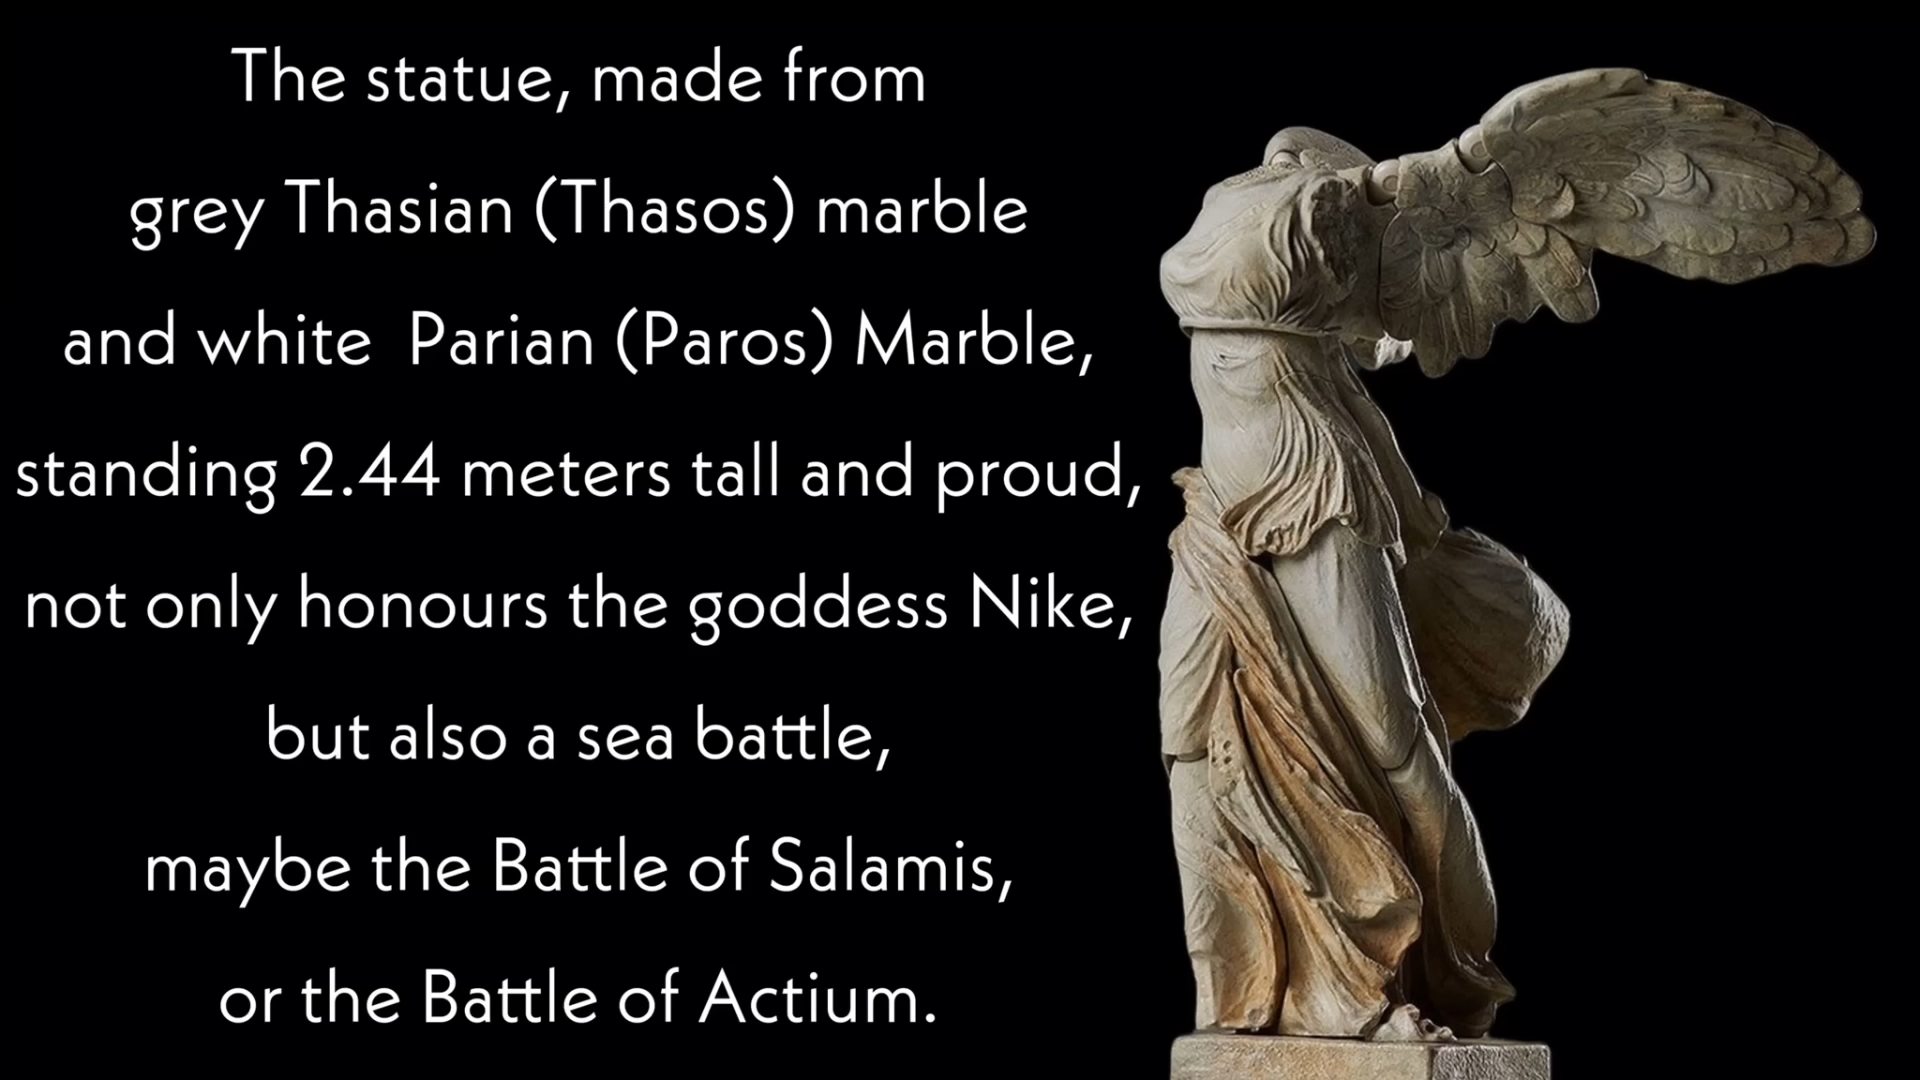 The statue, made from
grey Thasian (Thasos) marble
and white  Parian (Paros) Marble,
standing 2.44 meters tall and proud,
not only honours the goddess Nike,
but also a sea battle,
maybe the Battle of Salamis,
or the Battle of Actium.